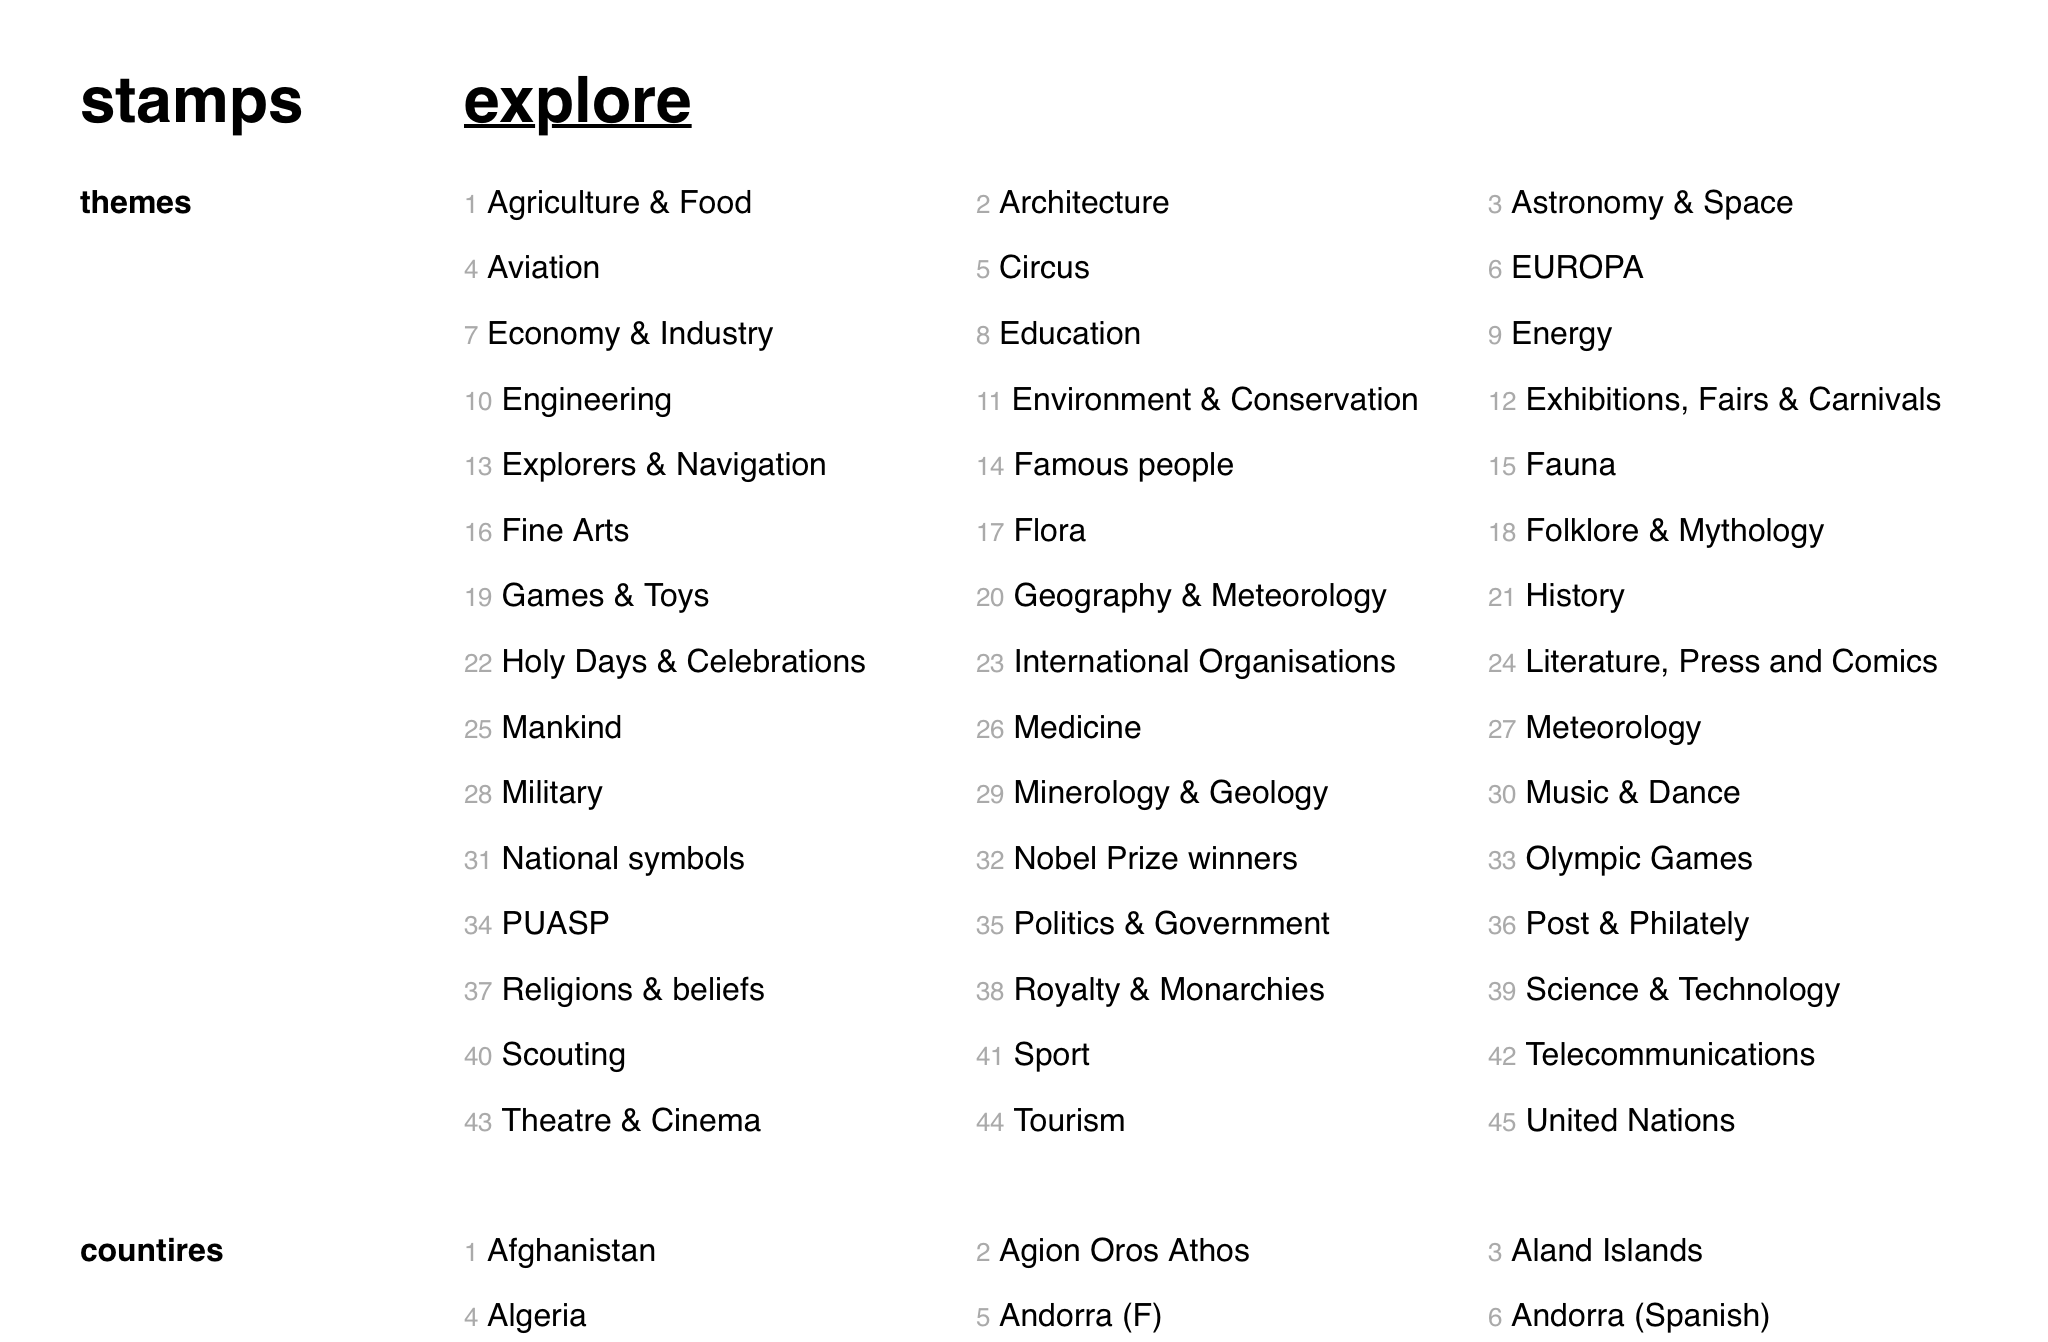 stamps explore
themes 1 Agriculture & Food 2 Architecture 3 Astronomy & Space
4 Aviation 5 Circus 6 EUROPA
7 Economy & Industry 8 Education 9 Energy
10 Engineering 11 Environment & Conservation 12 Exhibitions, Fairs & Carnivals
13 Explorers & Navigation 14 Famous people 15 Fauna
16 Fine Arts 17 Flora 18 Folklore & Mythology
19 Games & Toys 20 Geography & Meteorology 21 History
22 Holy Days & Celebrations 23 International Organisations 24 Literature, Press and Comics
25 Mankind 26 Medicine 27 Meteorology
28 Military 29 Minerology & Geology 30 Music & Dance
31 National symbols 32 Nobel Prize winners 33 Olympic Games
34 PUASP 35 Politics & Government 36 Post & Philately
37 Religions & beliefs 38 Royalty & Monarchies 39 Science & Technology
40 Scouting 41 Sport 42 Telecommunications
43 Theatre & Cinema 44 Tourism 45 United Nations
countires 1 Afghanistan 2 Agion Oros Athos 3 Aland Islands
4 Algeria 5 Andorra (F) 6 Andorra (Spanish)